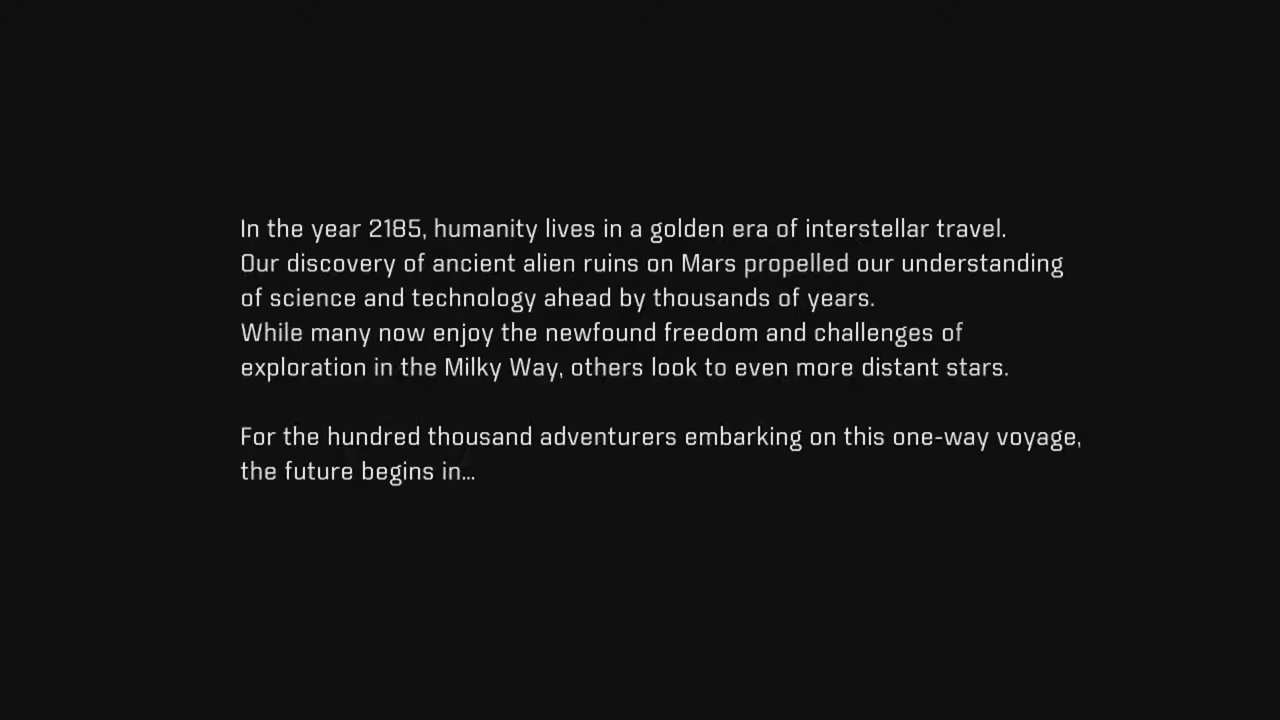 In the year 2185, humanity lives in a golden era of interstellar travel.
Our discovery of ancient alien ruins on Mars propelled our understanding
of science and technology ahead by thousands of years.
While many now enjoy the newfound freedom and challenges of
exploration in the Milky Way, others look to even more distant stars.
For the hundred thousand adventurers embarking on this one-way voyage,
the future begins in...